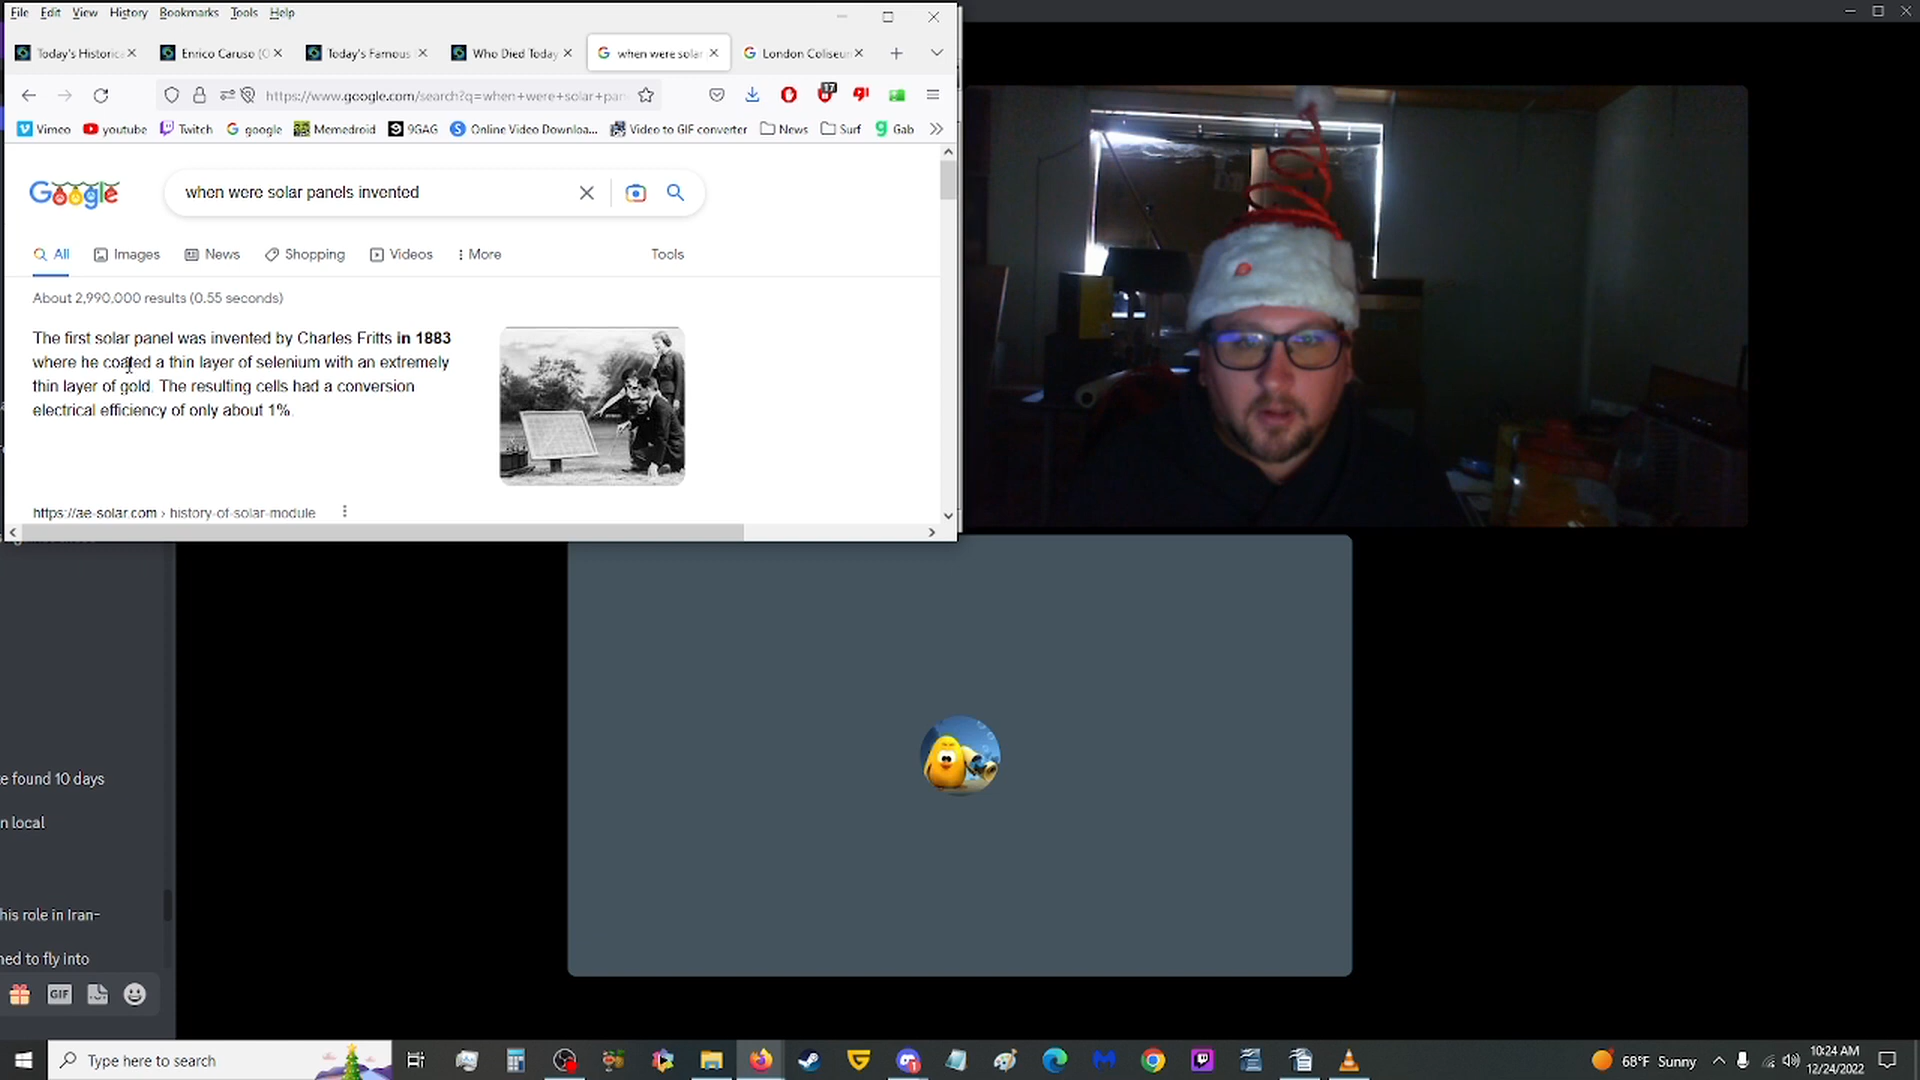 File Edit View History Bookmarks Tools Help
Today's Historica Enrico Caruso (O Today's Famous Who Died Today when were solar London Coliseu
https://www.google.com/search?q=when+were+solar+pan
17
Vimeo youtube Twitch google Memedroid 9GAG Online Video Downloa... Video to GIF converter News Surf Gab
Google
when were solar panels invented
All Images News Shopping Videos More Tools
About 2,990,000 results (0.55 seconds)
The first solar panel was invented by Charles Fritts in 1883
where he coated a thin layer of selenium with an extremely
thin layer of gold. The resulting cells had a conversion
electrical efficiency of only about 1%.
https://ae-solar.com › history-of-solar-module
e found 10 days
n local
his role in Iran-
ned to fly into
GIF
Type here to search
1
68°F Sunny
10:24 AM
12/24/2022